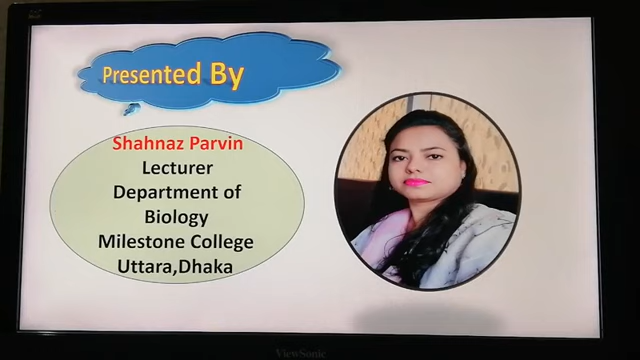 Presented By
Shahnaz Parvin
Lecturer
Department of
Biology
Milestone College
Uttara,Dhaka
ViewSonic